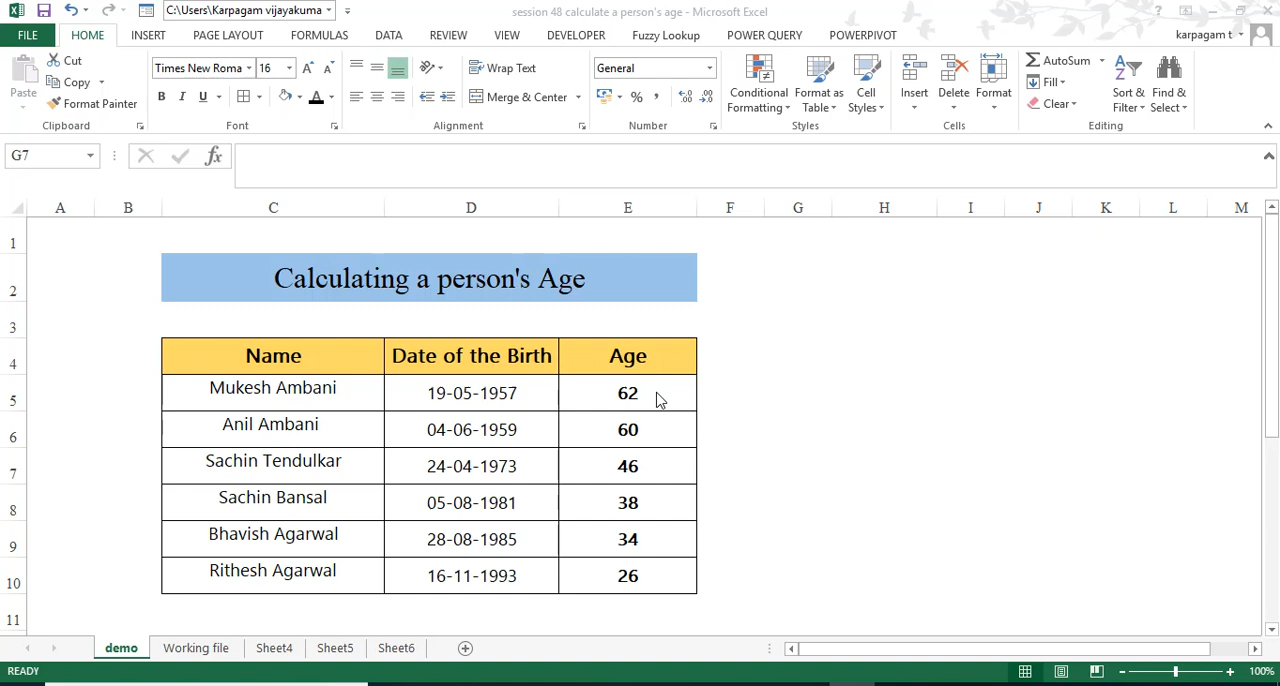 C:\Users\Karpagam vijayakuma
session 48 calculate a person's age - Microsoft Excel
?
FILE HOME INSERT PAGE LAYOUT FORMULAS DATA REVIEW VIEW DEVELOPER Fuzzy Lookup POWER QUERY POWERPIVOT karpagam t
Paste
Cut
Copy
Format Painter
Clipboard
Times New Roma 16
B I U A
Font
Wrap Text
Merge & Center
Alignment
General
%
Number
Conditional Formatting
Format as Table
Cell Styles
Styles
Insert Delete Format
Cells
AutoSum
Fill
Clear
Sort & Filter
Find & Select
Editing
G7 fx
A B C D E F G H I J K L M
1
2 Calculating a person's Age
3
4 Name Date of the Birth Age
5 Mukesh Ambani 19-05-1957 62
6 Anil Ambani 04-06-1959 60
7 Sachin Tendulkar 24-04-1973 46
8 Sachin Bansal 05-08-1981 38
9 Bhavish Agarwal 28-08-1985 34
10 Rithesh Agarwal 16-11-1993 26
11
demo Working file Sheet4 Sheet5 Sheet6
READY 100%